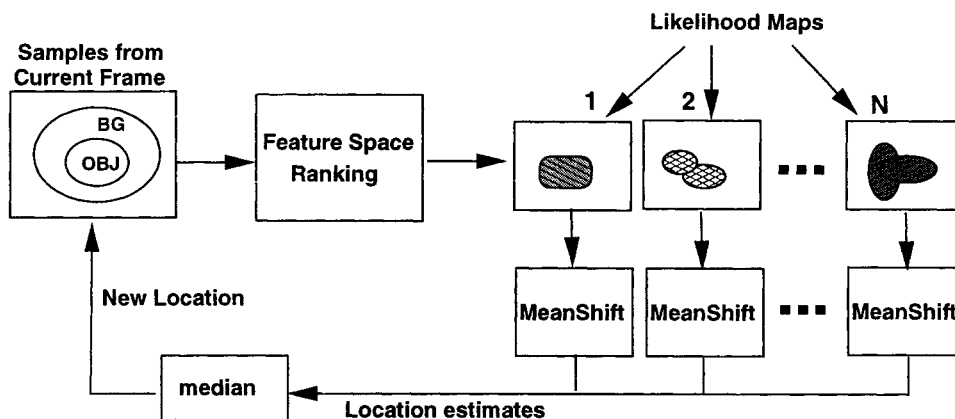 Likelihood Maps
Samples from
Current Frame
1
2
N
BG
OBJ
Feature Space
Ranking
New Location
MeanShift
MeanShift
MeanShift
median
Location estimates